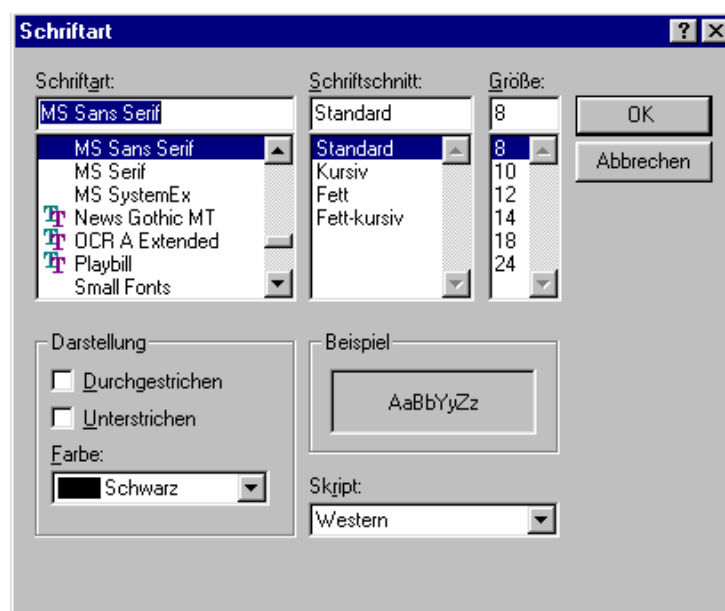 Schriftart
Schriftart:
MS Sans Serif
MS Sans Serif
MS Serif
MS SystemEx
News Gothic MT
OCR A Extended
Playbill
Small Fonts
Schriftschnitt:
Standard
Standard
Kursiv
Fett
Fett-kursiv
Größe:
8
8
10
12
14
18
24
OK
Abbrechen
Darstellung
Durchgestrichen
Unterstrichen
Farbe:
Schwarz
Beispiel
AaBbYyZz
Skript:
Western